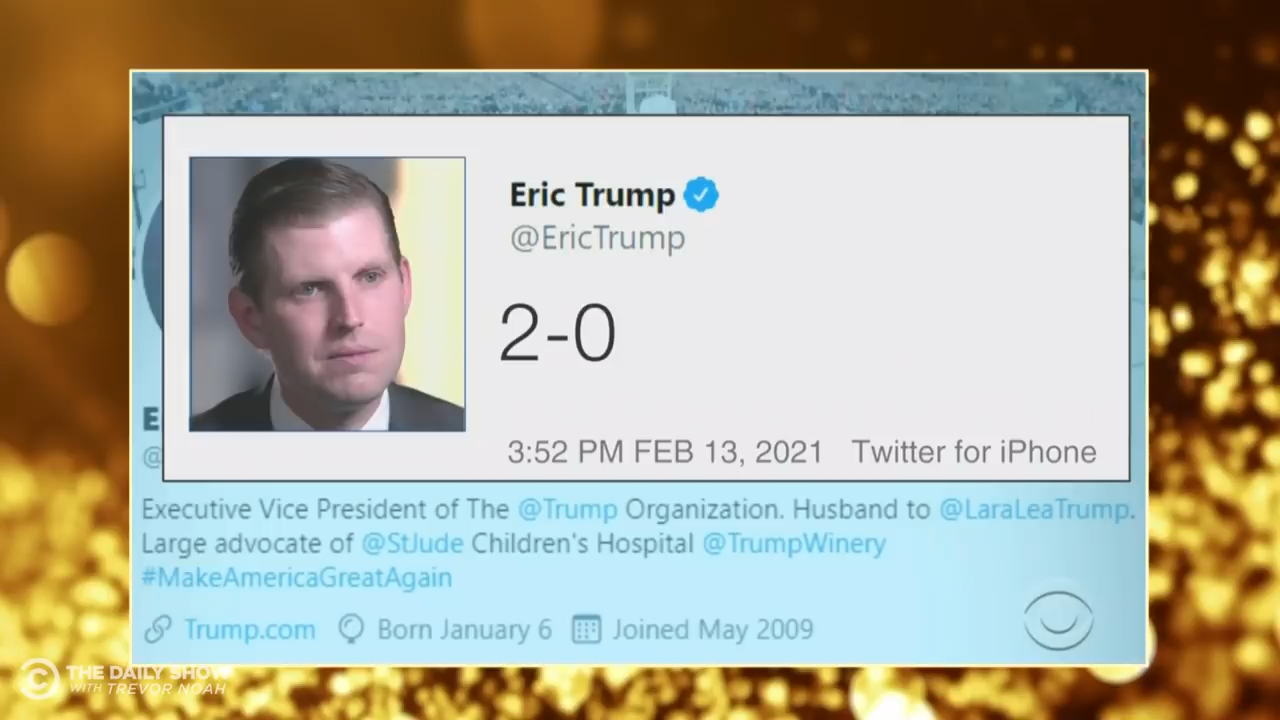 Eric Trump
@EricTrump
2-0
3:52 PM FEB 13, 2021 Twitter for iPhone
E
@
Executive Vice President of The @Trump Organization. Husband to @LaraLeaTrump.
Large advocate of @StJude Children's Hospital @TrumpWinery
#MakeAmericaGreatAgain
Trump.com Born January 6 Joined May 2009
THE DAILY SHOW
WITH TREVOR NOAH